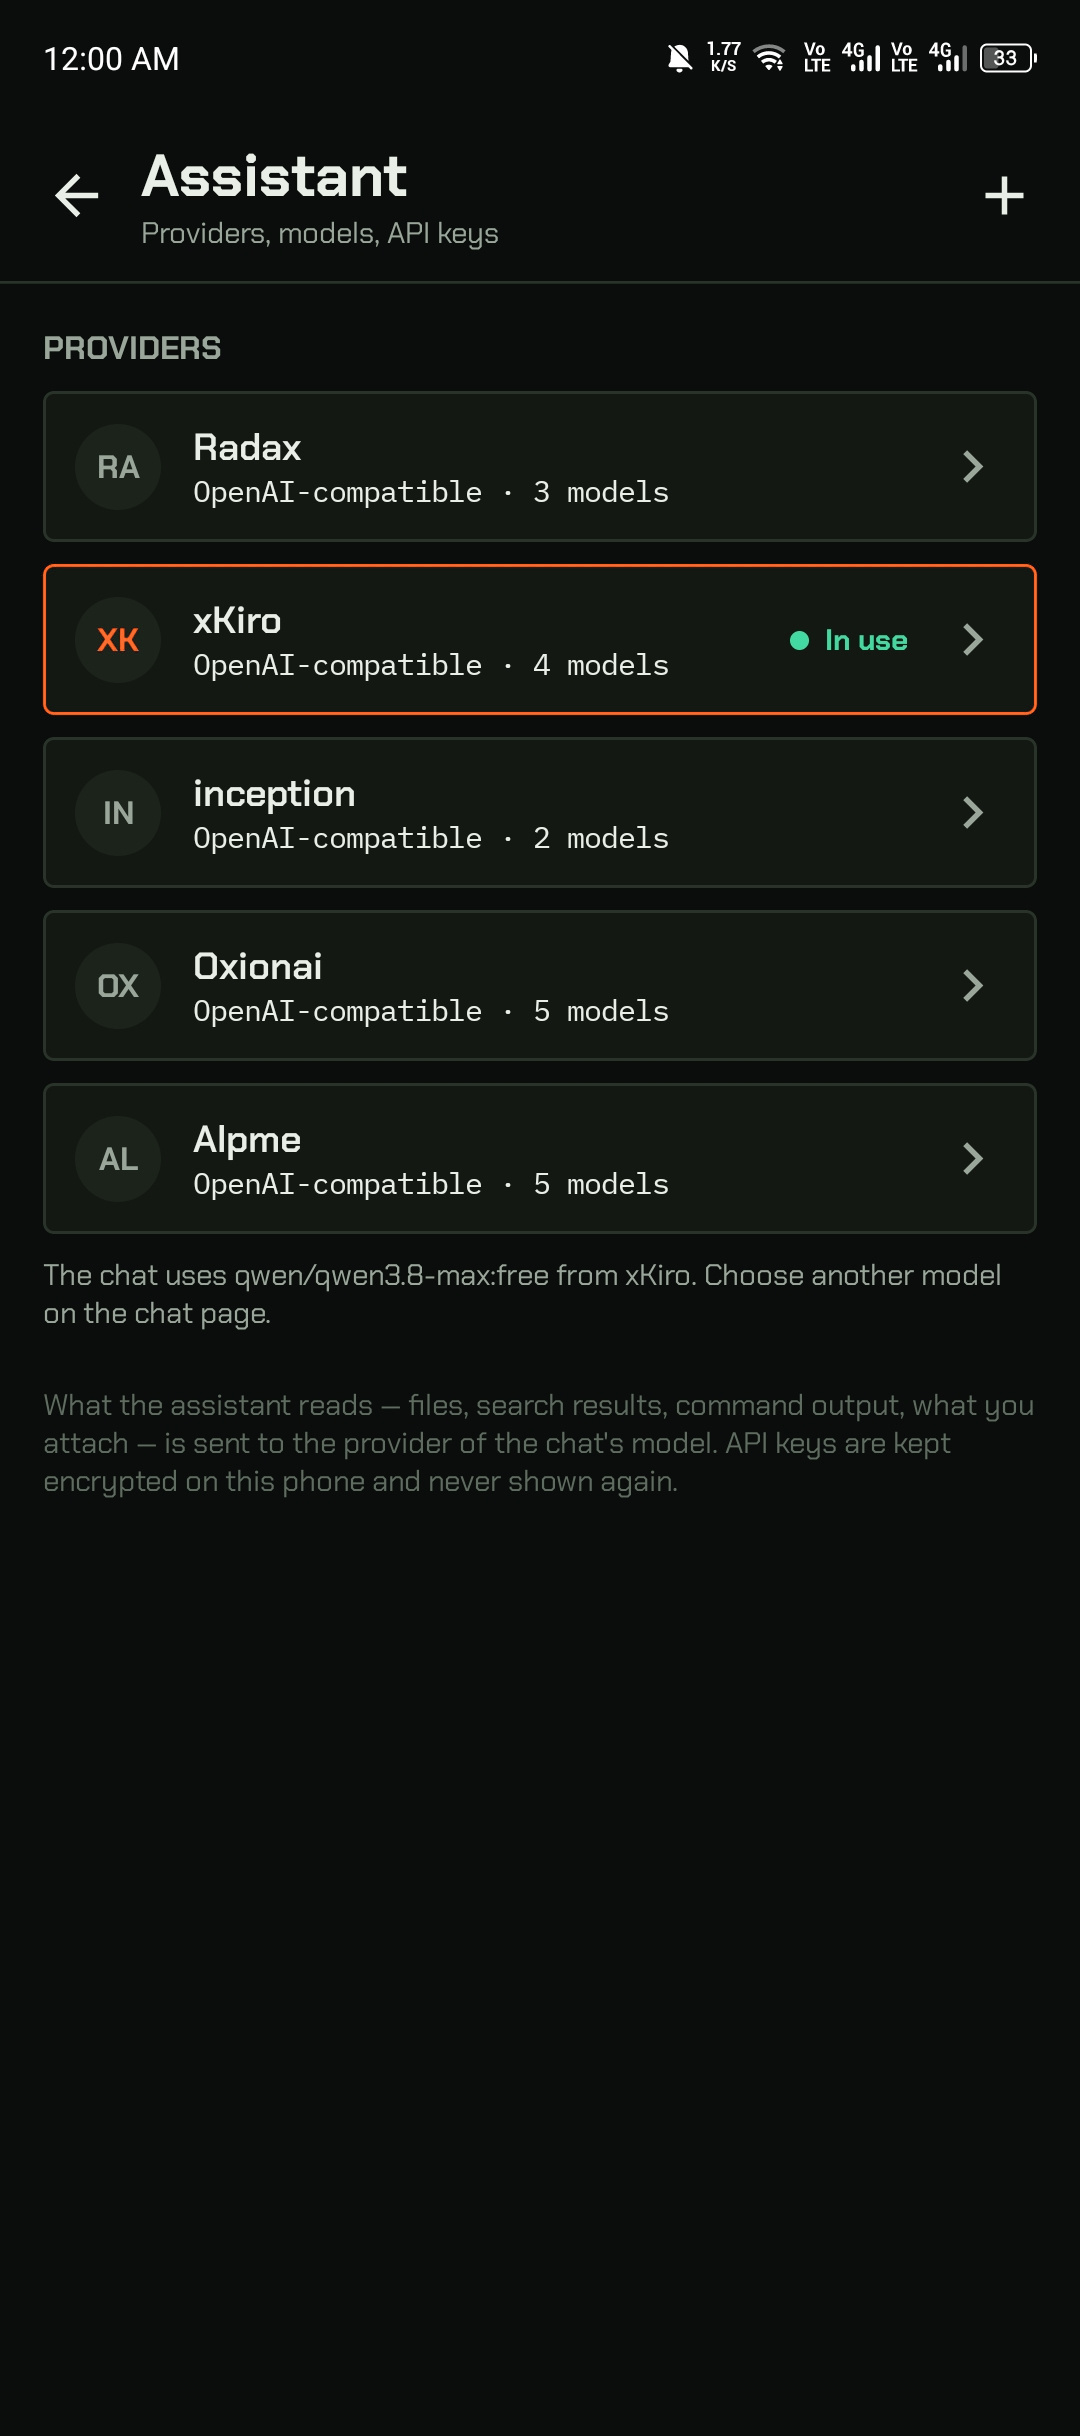 12:00 AM
1.77 K/S
Vo LTE
4G
Vo LTE
4G
33
Assistant
Providers, models, API keys
PROVIDERS
RA
Radax
OpenAI-compatible · 3 models
XK
xKiro
OpenAI-compatible · 4 models
In use
IN
inception
OpenAI-compatible · 2 models
OX
Oxionai
OpenAI-compatible · 5 models
AL
Alpme
OpenAI-compatible · 5 models
The chat uses qwen/qwen3.8-max:free from xKiro. Choose another model
on the chat page.
What the assistant reads — files, search results, command output, what you
attach — is sent to the provider of the chat's model. API keys are kept
encrypted on this phone and never shown again.